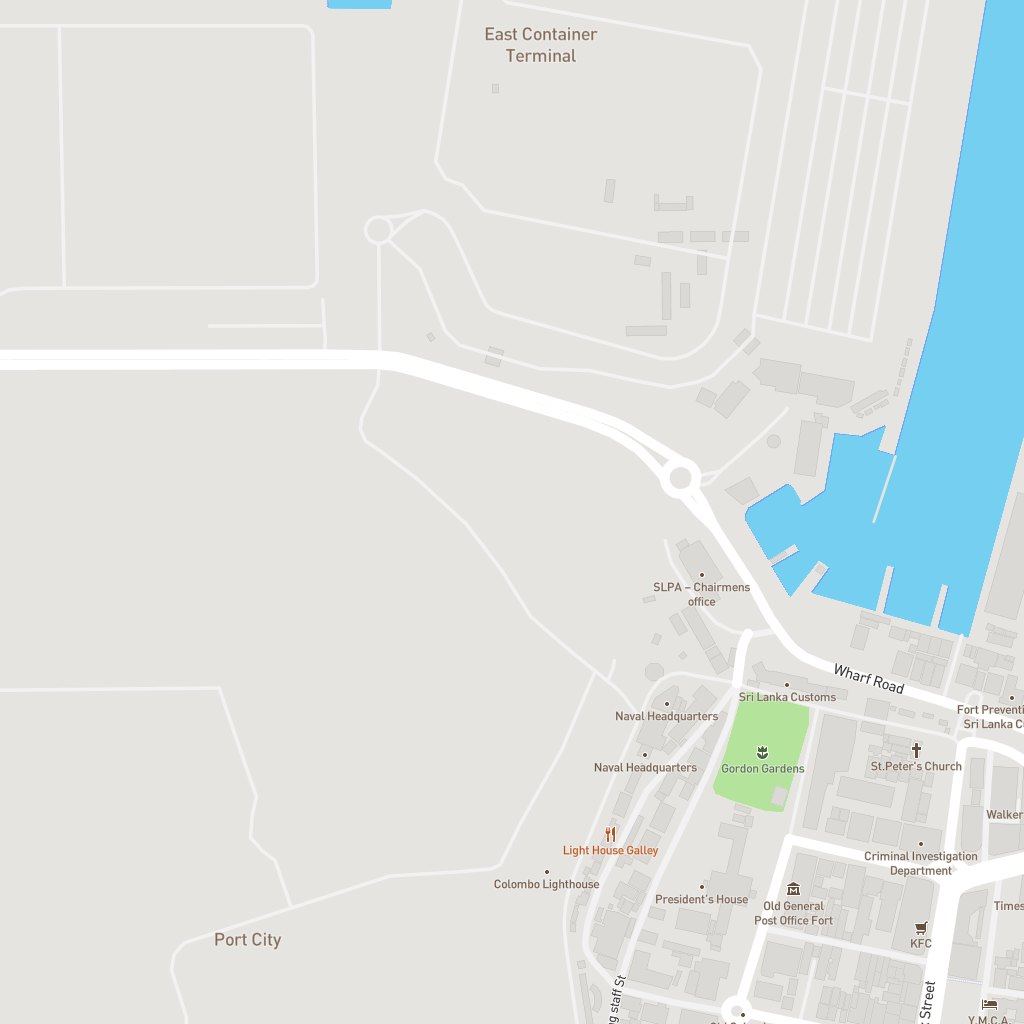 East Container
Terminal
SLPA – Chairmens
office
Wharf Road
Sri Lanka Customs
Naval Headquarters
Fort
Sri Lanka
Naval Headquarters
Gordon Gardens
St.Peter's Church
Walker
Light House Galley
Criminal Investigation
Department
Colombo Lighthouse
President's House
Old General
Post Office Fort
Times
Port City
KFC
staff St
Street
Y.M.C.A.